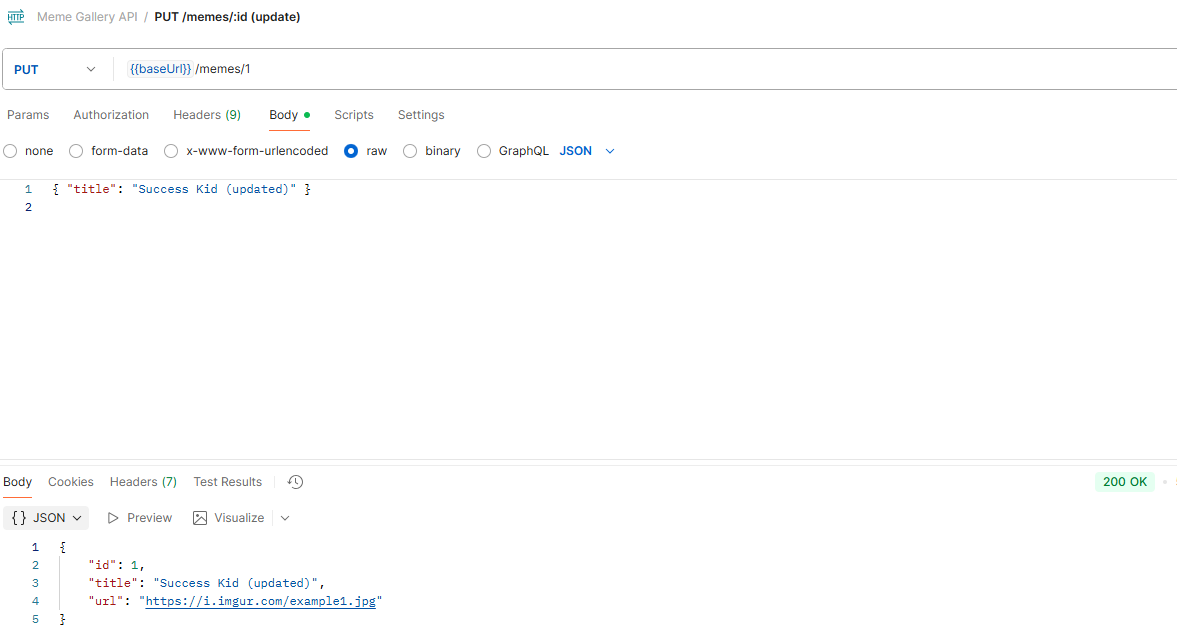 HTTP Meme Gallery API / PUT /memes/:id (update)
PUT {{baseUrl}} /memes/1
Params Authorization Headers (9) Body Scripts Settings
none form-data x-www-form-urlencoded raw binary GraphQL JSON
1 { "title": "Success Kid (updated)" }
2
Body Cookies Headers (7) Test Results 200 OK
{} JSON Preview Visualize
1 {
2 "id": 1,
3 "title": "Success Kid (updated)",
4 "url": "https://i.imgur.com/example1.jpg"
5 }